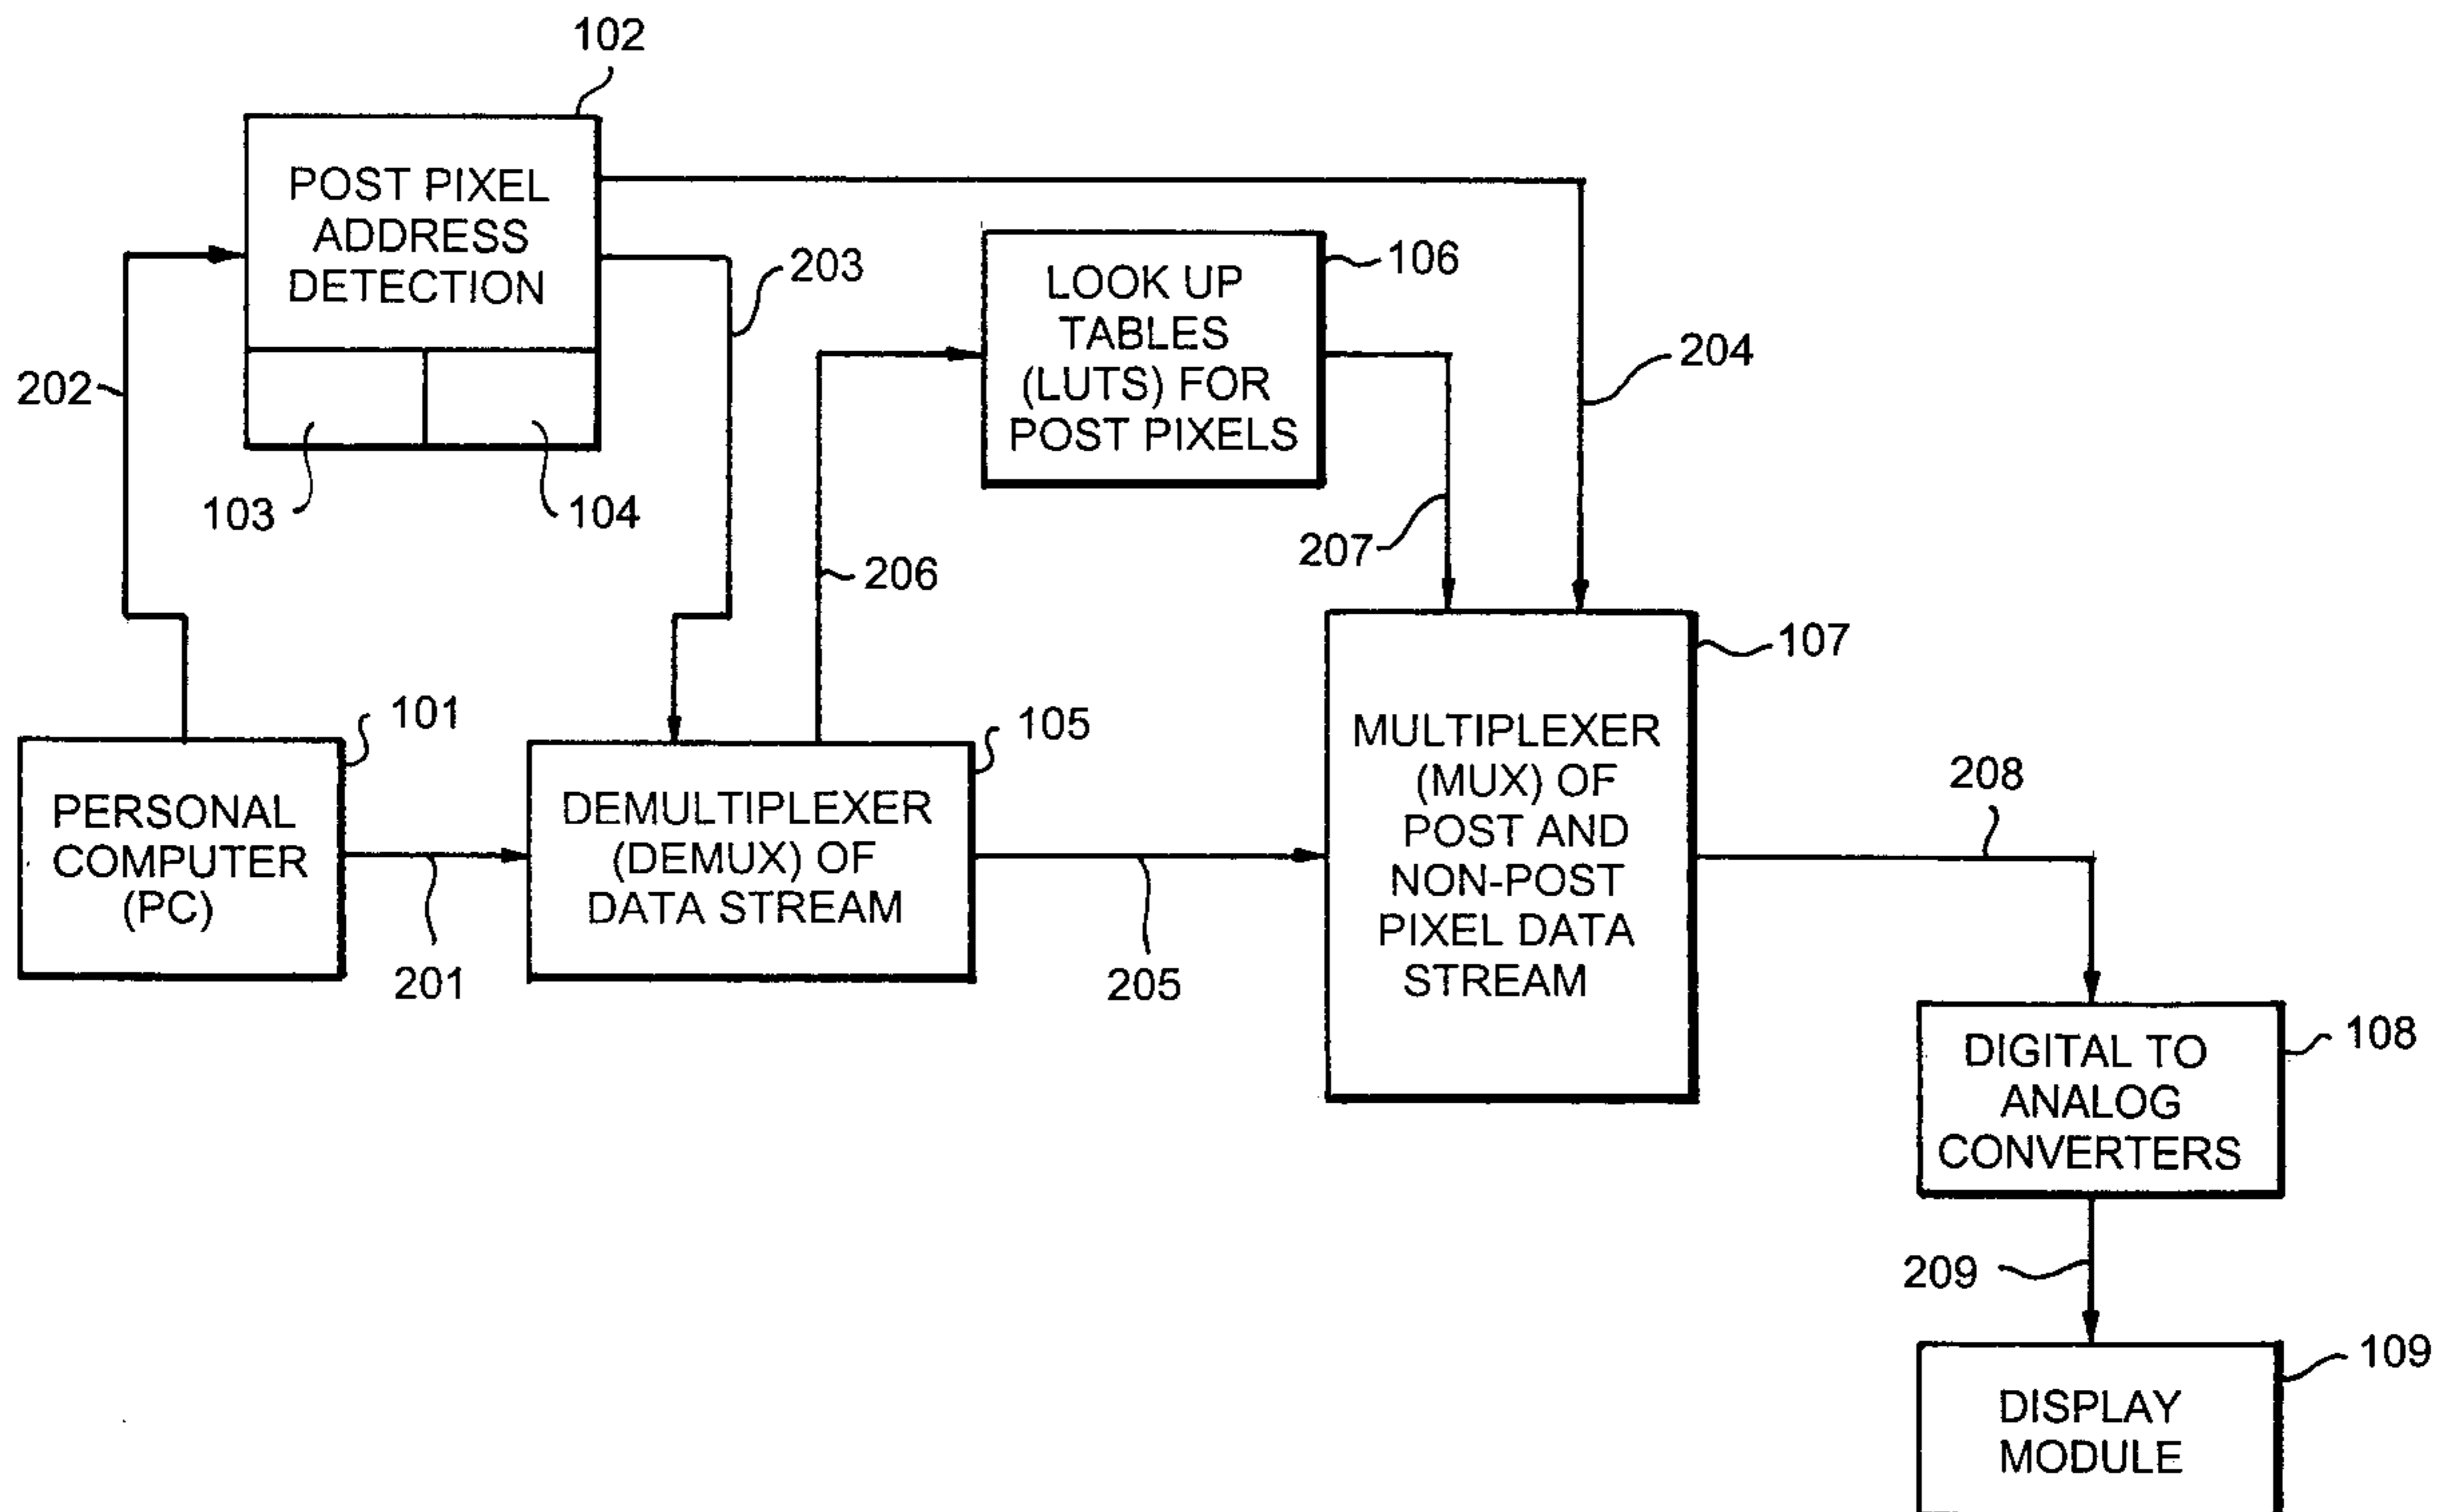 102
POST PIXEL
ADDRESS
DETECTION
203
202
103
104
LOOK UP
TABLES
(LUTS) FOR
POST PIXELS
106
204
207
206
101
PERSONAL
COMPUTER
(PC)
201
105
DEMULTIPLEXER
(DEMUX) OF
DATA STREAM
205
107
MULTIPLEXER
(MUX) OF
POST AND
NON-POST
PIXEL DATA
STREAM
208
108
DIGITAL TO
ANALOG
CONVERTERS
209
109
DISPLAY
MODULE